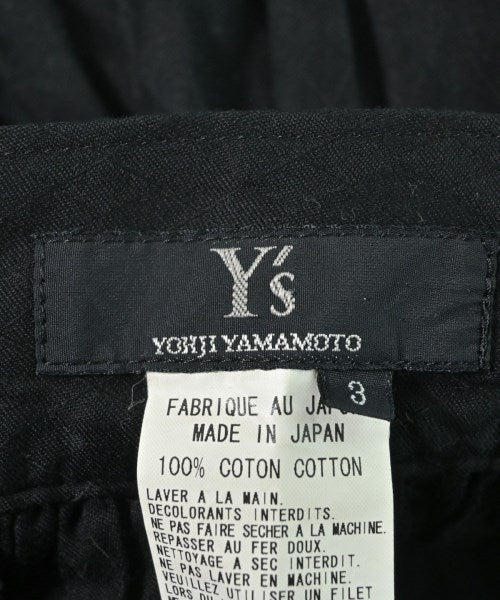 Y's
YOHJI YAMAMOTO
3
FABRIQUE AU
MADE IN JAPAN
100% COTON COTTON
LAVER A LA MAIN.
DECOLORANTS INTERDITS.
NE PAS FAIRE SECHER A LA MACHINE.
REPASSER AU FER DOUX.
NETTOYAGE A SEC INTERDIT.
NE PAS LAVER EN MACHINE.
VEUILLEZ UTILISER UN FILET
LORS DU